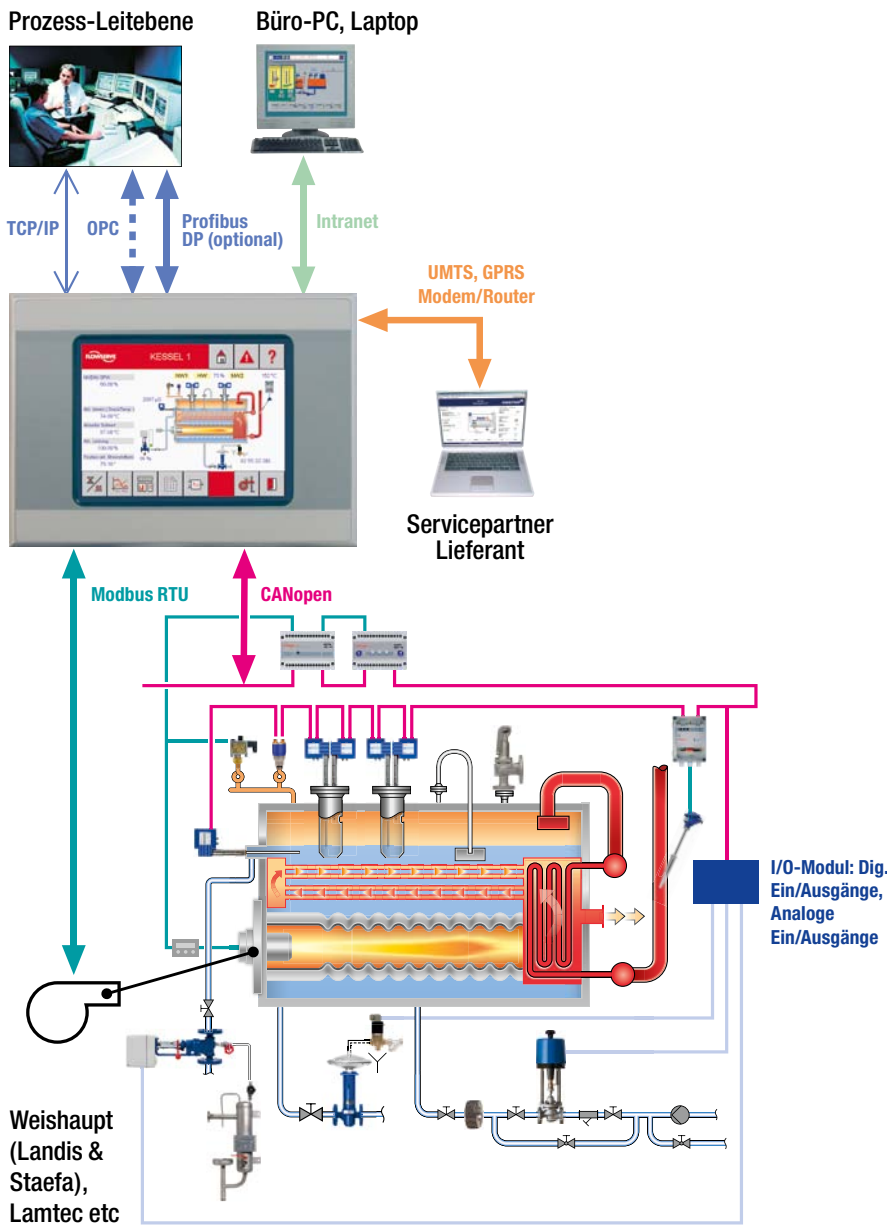 Prozess-Leitebene
Büro-PC, Laptop
TCP/IP
OPC
Profibus
DP (optional)
Intranet
UMTS, GPRS
Modem/Router
FLOWSERVE
KESSEL 1
?
Servicepartner
Lieferant
Modbus RTU
CANopen
I/O-Modul: Dig.
Ein/Ausgänge,
Analoge
Ein/Ausgänge
Weishaupt
(Landis &
Staefa),
Lamtec etc